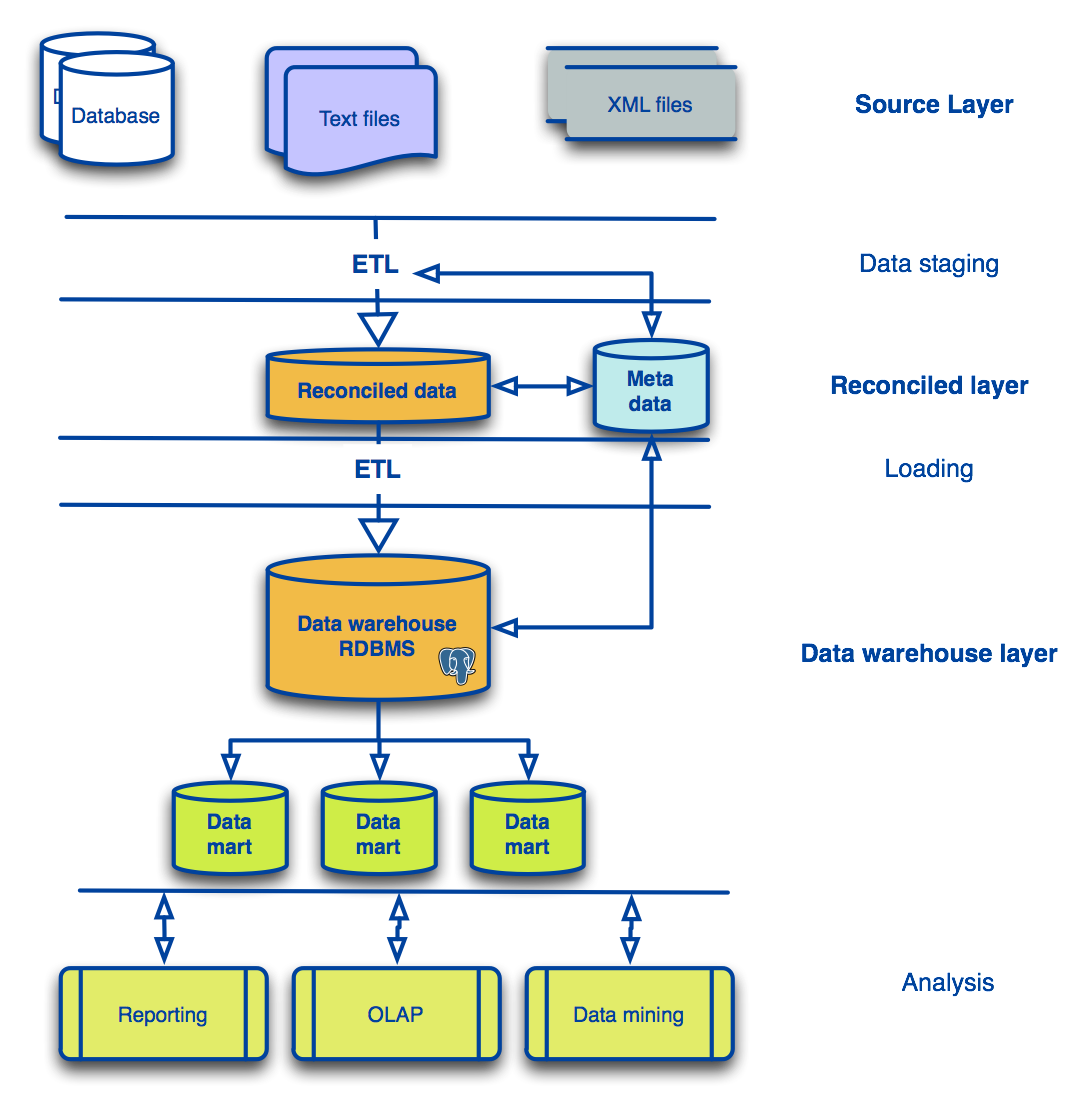 Database
Text files
XML files
Source Layer
ETL
Data staging
Reconciled data
Meta
data
Reconciled layer
ETL
Loading
Data warehouse
RDBMS
Data warehouse layer
Data
mart
Data
mart
Data
mart
Reporting
OLAP
Data mining
Analysis